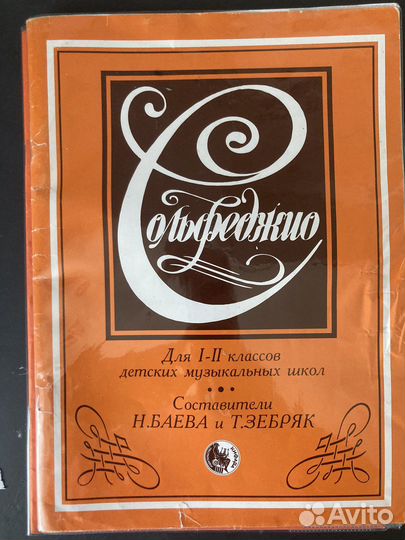 Сольфеджио
Для I-II классов
детских музыкальных школ
Составители
Н.БАЕВА и Т.ЗЕБРЯК
Avito